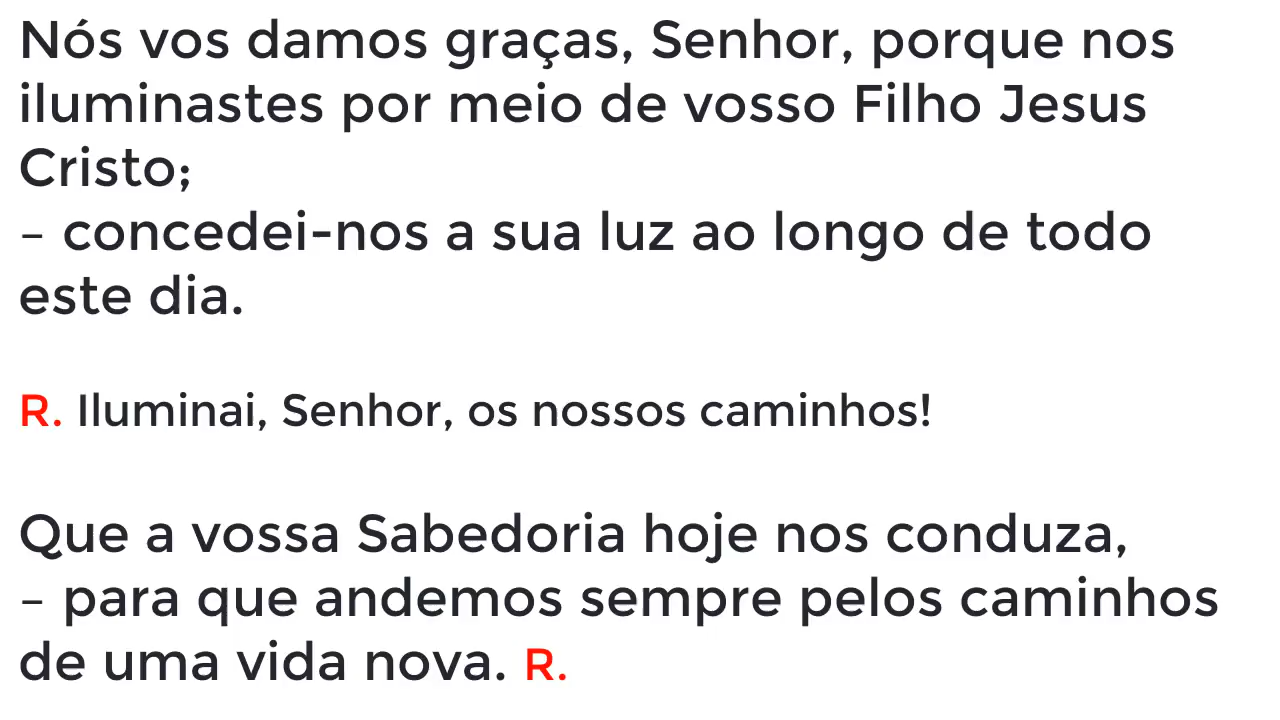 Nós vos damos graças, Senhor, porque nos
iluminastes por meio de vosso Filho Jesus
Cristo;
– concedei-nos a sua luz ao longo de todo
este dia.
R. Iluminai, Senhor, os nossos caminhos!
Que a vossa Sabedoria hoje nos conduza,
– para que andemos sempre pelos caminhos
de uma vida nova. R.